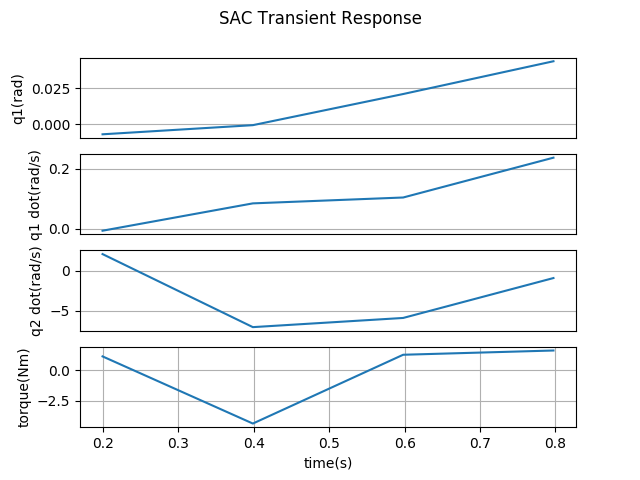 SAC Transient Response
q1(rad)
0.025
0.000
q1 dot(rad/s)
0.2
0.0
q2 dot(rad/s)
0
−5
torque(Nm)
0.0
−2.5
0.2 0.3 0.4 0.5 0.6 0.7 0.8
time(s)